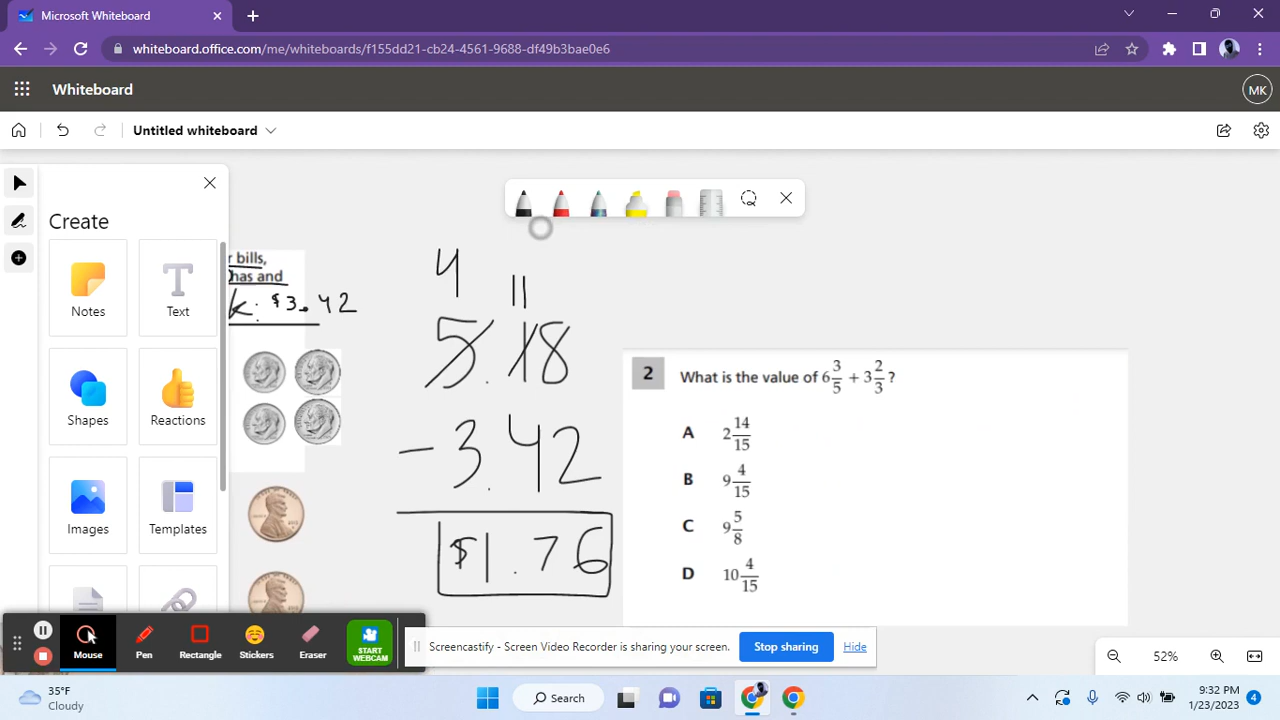 Microsoft Whiteboard
whiteboard.office.com/me/whiteboards/f155dd21-cb24-4561-9688-df49b3bae0e6
Whiteboard
MK
Untitled whiteboard
Create
Notes
Text
Shapes
Reactions
Images
Templates
r bills,
has and
k: $3.42
4 11
5.18
- 3.42
$1.76
2 What is the value of 6 3/5 + 3 2/3 ?
A 2 14/15
B 9 4/15
C 9 5/8
D 10 4/15
Mouse
Pen
Rectangle
Stickers
Eraser
START WEBCAM
Screencastify - Screen Video Recorder is sharing your screen.
Stop sharing
Hide
52%
35°F
Cloudy
Search
9:32 PM
1/23/2023
4